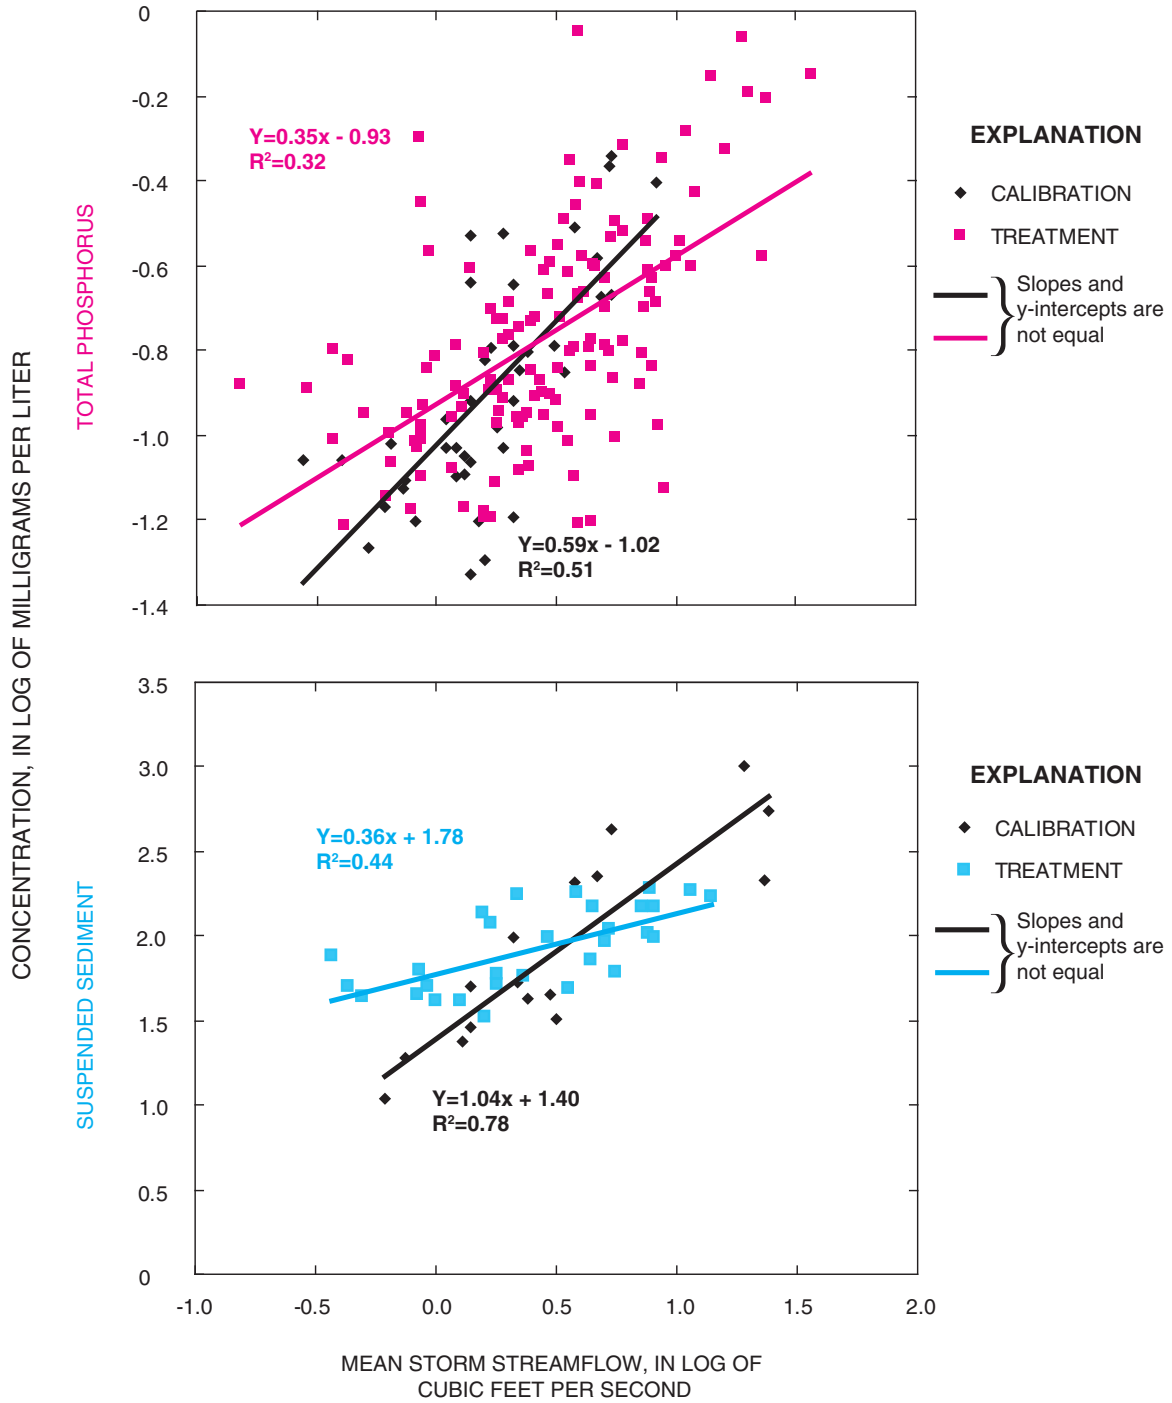 CONCENTRATION, IN LOG OF MILLIGRAMS PER LITER
TOTAL PHOSPHORUS
0
-0.2
-0.4
-0.6
-0.8
-1.0
-1.2
-1.4
Y=0.35x - 0.93
R²=0.32
Y=0.59x - 1.02
R²=0.51
EXPLANATION
CALIBRATION
TREATMENT
Slopes and
y-intercepts are
not equal
SUSPENDED SEDIMENT
3.5
3.0
2.5
2.0
1.5
1.0
0.5
0
Y=0.36x + 1.78
R²=0.44
Y=1.04x + 1.40
R²=0.78
EXPLANATION
CALIBRATION
TREATMENT
Slopes and
y-intercepts are
not equal
-1.0 -0.5 0.0 0.5 1.0 1.5 2.0
MEAN STORM STREAMFLOW, IN LOG OF
CUBIC FEET PER SECOND